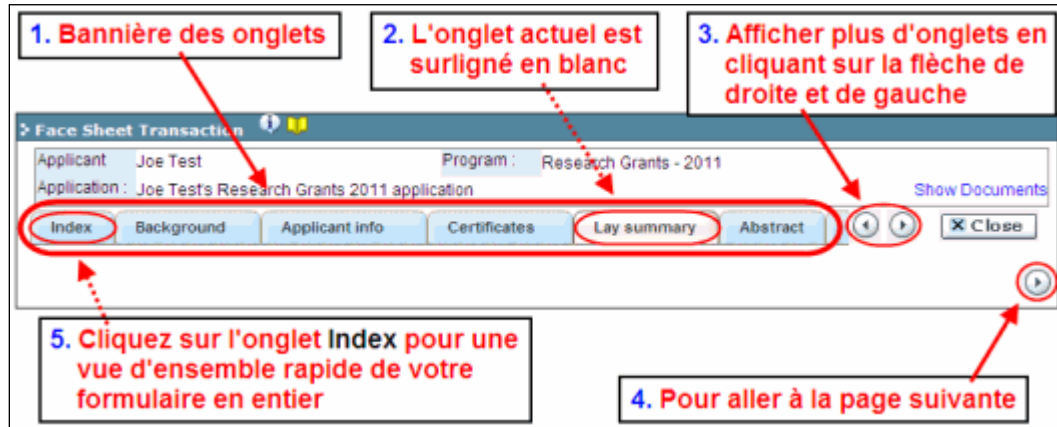 1. Bannière des onglets
2. L'onglet actuel est
surligné en blanc
3. Afficher plus d'onglets en
cliquant sur la flèche de
droite et de gauche
Face Sheet Transaction
Applicant Joe Test Program : Research Grants - 2011
Application : Joe Test's Research Grants 2011 application
Show Documents
Index Background Applicant info Certificates Lay summary Abstract X Close
5. Cliquez sur l'onglet Index pour une
vue d'ensemble rapide de votre
formulaire en entier
4. Pour aller à la page suivante